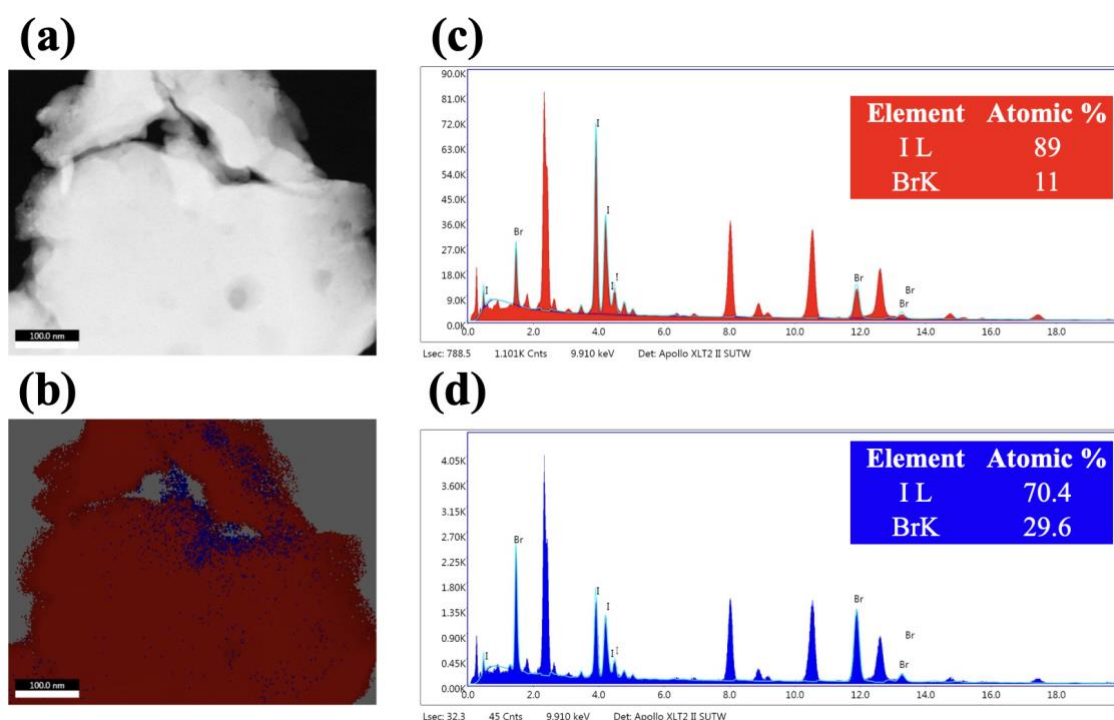 (a)
100.0 nm
(b)
100.0 nm
(c)
90.0K
81.0K
72.0K
63.0K
54.0K
45.0K
36.0K
27.0K
18.0K
9.0K
0.0K
Br
I
I
I
I
I
Br
Br
Br
0.0 2.0 4.0 6.0 8.0 10.0 12.0 14.0 16.0 18.0
Element Atomic %
I L 89
BrK 11
Lsec: 788.5 1.101K Cnts 9.910 keV Det: Apollo XLT2 II SUTW
(d)
4.05K
3.60K
3.15K
2.70K
2.25K
1.80K
1.35K
0.90K
0.45K
0.00K
Br
I
I
I
I
I
Br
Br
Br
0.0 2.0 4.0 6.0 8.0 10.0 12.0 14.0 16.0 18.0
Element Atomic %
I L 70.4
BrK 29.6
Lsec: 32.3 45 Cnts 9.910 keV Det: Apollo XLT2 II SUTW